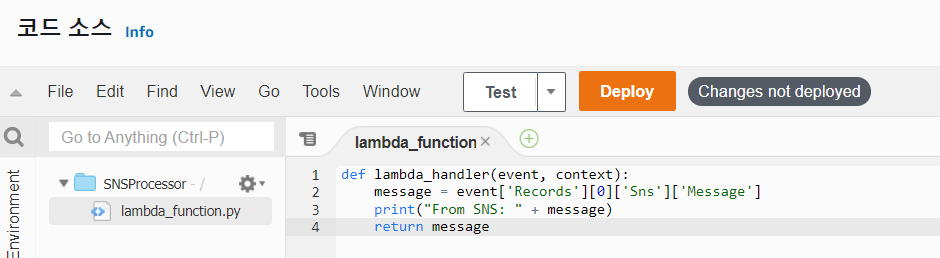 코드 소스 Info
File Edit Find View Go Tools Window Test Deploy Changes not deployed
Go to Anything (Ctrl-P)
lambda_function
Environment
SNSProcessor - /
lambda_function.py
1 def lambda_handler(event, context):
2     message = event['Records'][0]['Sns']['Message']
3     print("From SNS: " + message)
4     return message